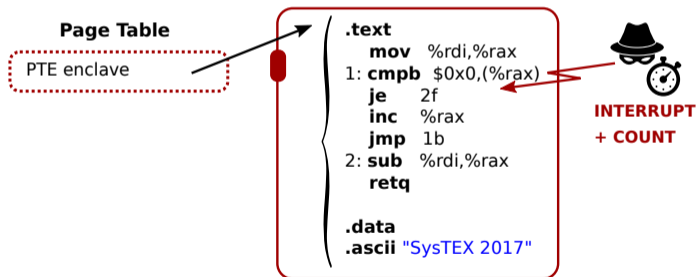 Page Table
PTE enclave
.text
mov %rdi,%rax
1: cmpb $0x0,(%rax)
je 2f
inc %rax
jmp 1b
2: sub %rdi,%rax
retq
.data
.ascii "SysTEX 2017"
INTERRUPT
+ COUNT